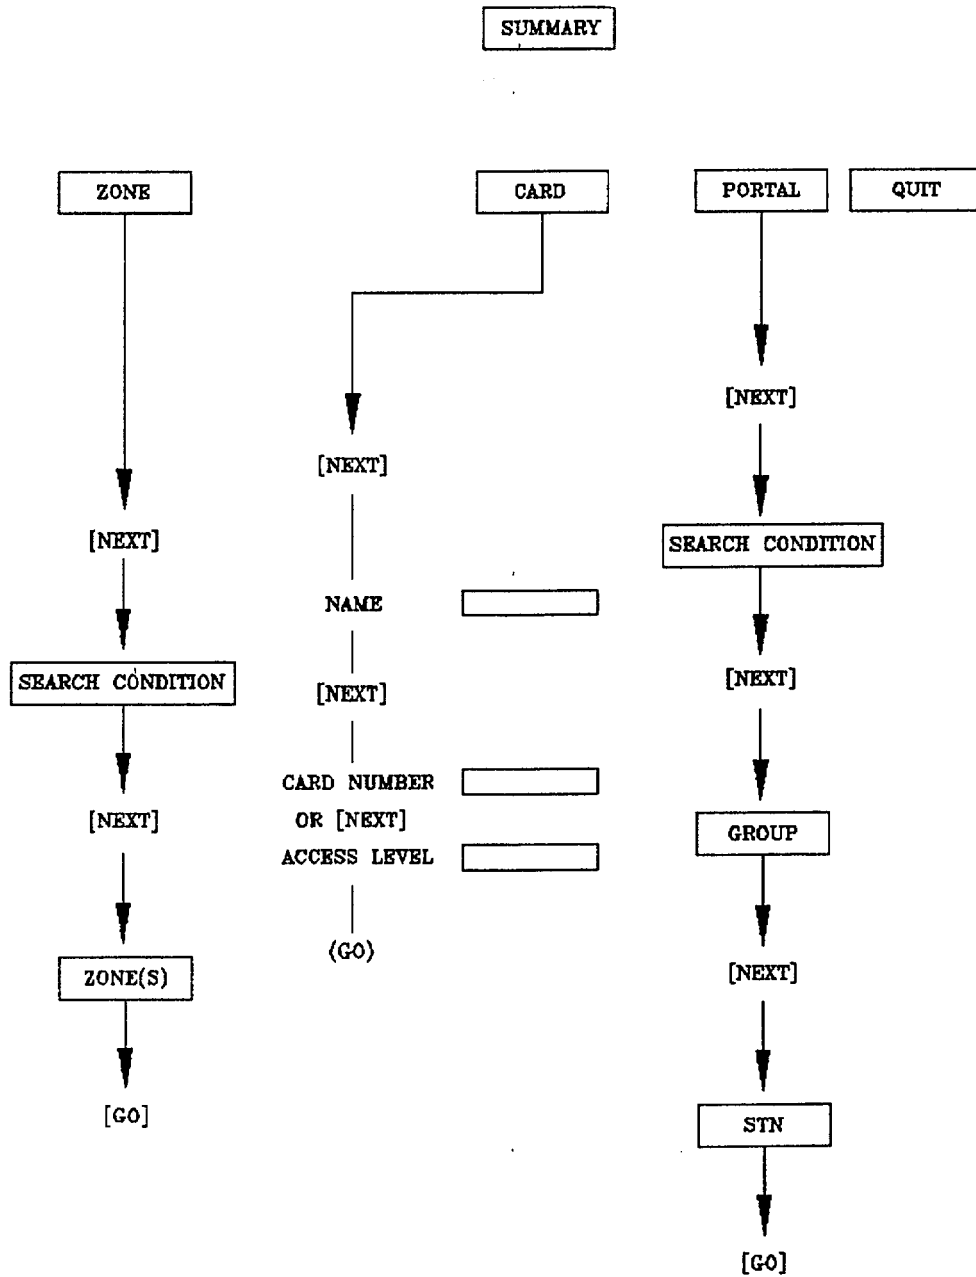 SUMMARY
ZONE
CARD
PORTAL
QUIT
[NEXT]
[NEXT]
[NEXT]
SEARCH CONDITION
NAME
SEARCH CONDITION
[NEXT]
[NEXT]
CARD NUMBER
[NEXT]
OR [NEXT]
GROUP
ACCESS LEVEL
⟨GO⟩
ZONE(S)
[NEXT]
[GO]
STN
[GO]